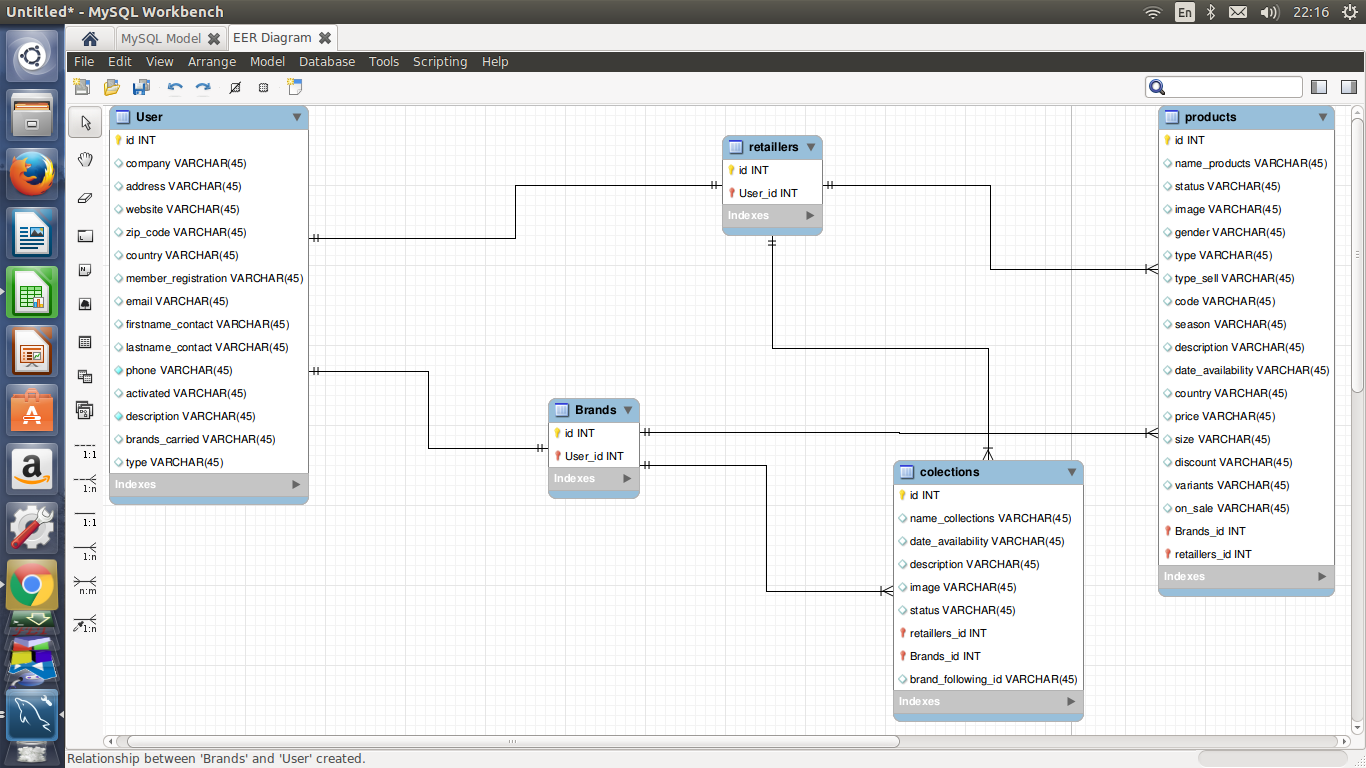 Untitled* - MySQL Workbench
En
22:16
MySQL Model
EER Diagram
File Edit View Arrange Model Database Tools Scripting Help
User
id INT
company VARCHAR(45)
address VARCHAR(45)
website VARCHAR(45)
zip_code VARCHAR(45)
country VARCHAR(45)
member_registration VARCHAR(45)
email VARCHAR(45)
firstname_contact VARCHAR(45)
lastname_contact VARCHAR(45)
phone VARCHAR(45)
activated VARCHAR(45)
description VARCHAR(45)
brands_carried VARCHAR(45)
type VARCHAR(45)
Indexes
retaillers
id INT
User_id INT
Indexes
Brands
id INT
User_id INT
Indexes
colections
id INT
name_collections VARCHAR(45)
date_availability VARCHAR(45)
description VARCHAR(45)
image VARCHAR(45)
status VARCHAR(45)
retaillers_id INT
Brands_id INT
brand_following_id VARCHAR(45)
Indexes
products
id INT
name_products VARCHAR(45)
status VARCHAR(45)
image VARCHAR(45)
gender VARCHAR(45)
type VARCHAR(45)
type_sell VARCHAR(45)
code VARCHAR(45)
season VARCHAR(45)
description VARCHAR(45)
date_availability VARCHAR(45)
country VARCHAR(45)
price VARCHAR(45)
size VARCHAR(45)
discount VARCHAR(45)
variants VARCHAR(45)
on_sale VARCHAR(45)
Brands_id INT
retaillers_id INT
Indexes
1:1
1:n
1:1
1:n
n:m
1:n
Relationship between 'Brands' and 'User' created.